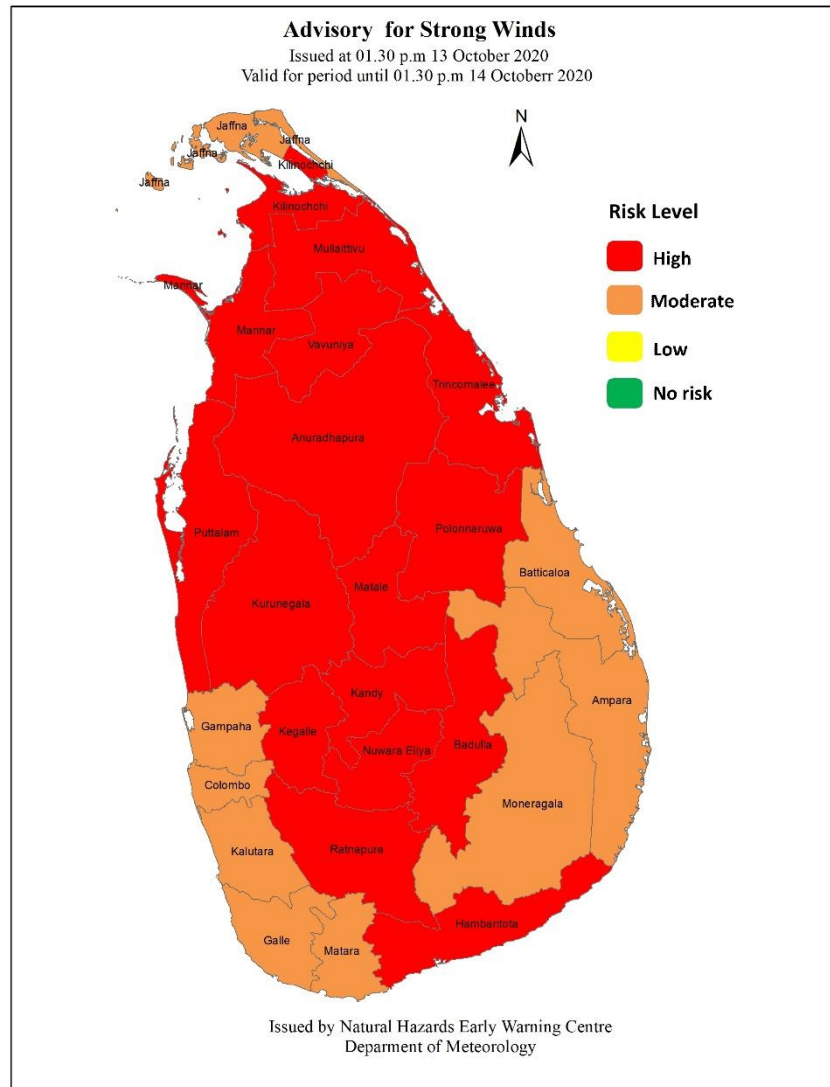 Advisory for Strong Winds
Issued at 01.30 p.m 13 October 2020
Valid for period until 01.30 p.m 14 Octoberr 2020
N
Jaffna
Jaffna
Jaffna
Kilinochchi
Jaffna
Kilinochchi
Mullaittivu
Mannar
Mannar
Vavuniya
Trincomalee
Anuradhapura
Puttalam
Polonnaruwa
Batticaloa
Matale
Kurunegala
Kandy
Ampara
Gampaha
Kegalle
Nuwara Eliya
Badulla
Colombo
Moneragala
Kalutara
Ratnapura
Hambantota
Galle
Matara
Risk Level
High
Moderate
Low
No risk
Issued by Natural Hazards Early Warning Centre
Deparment of Meteorology